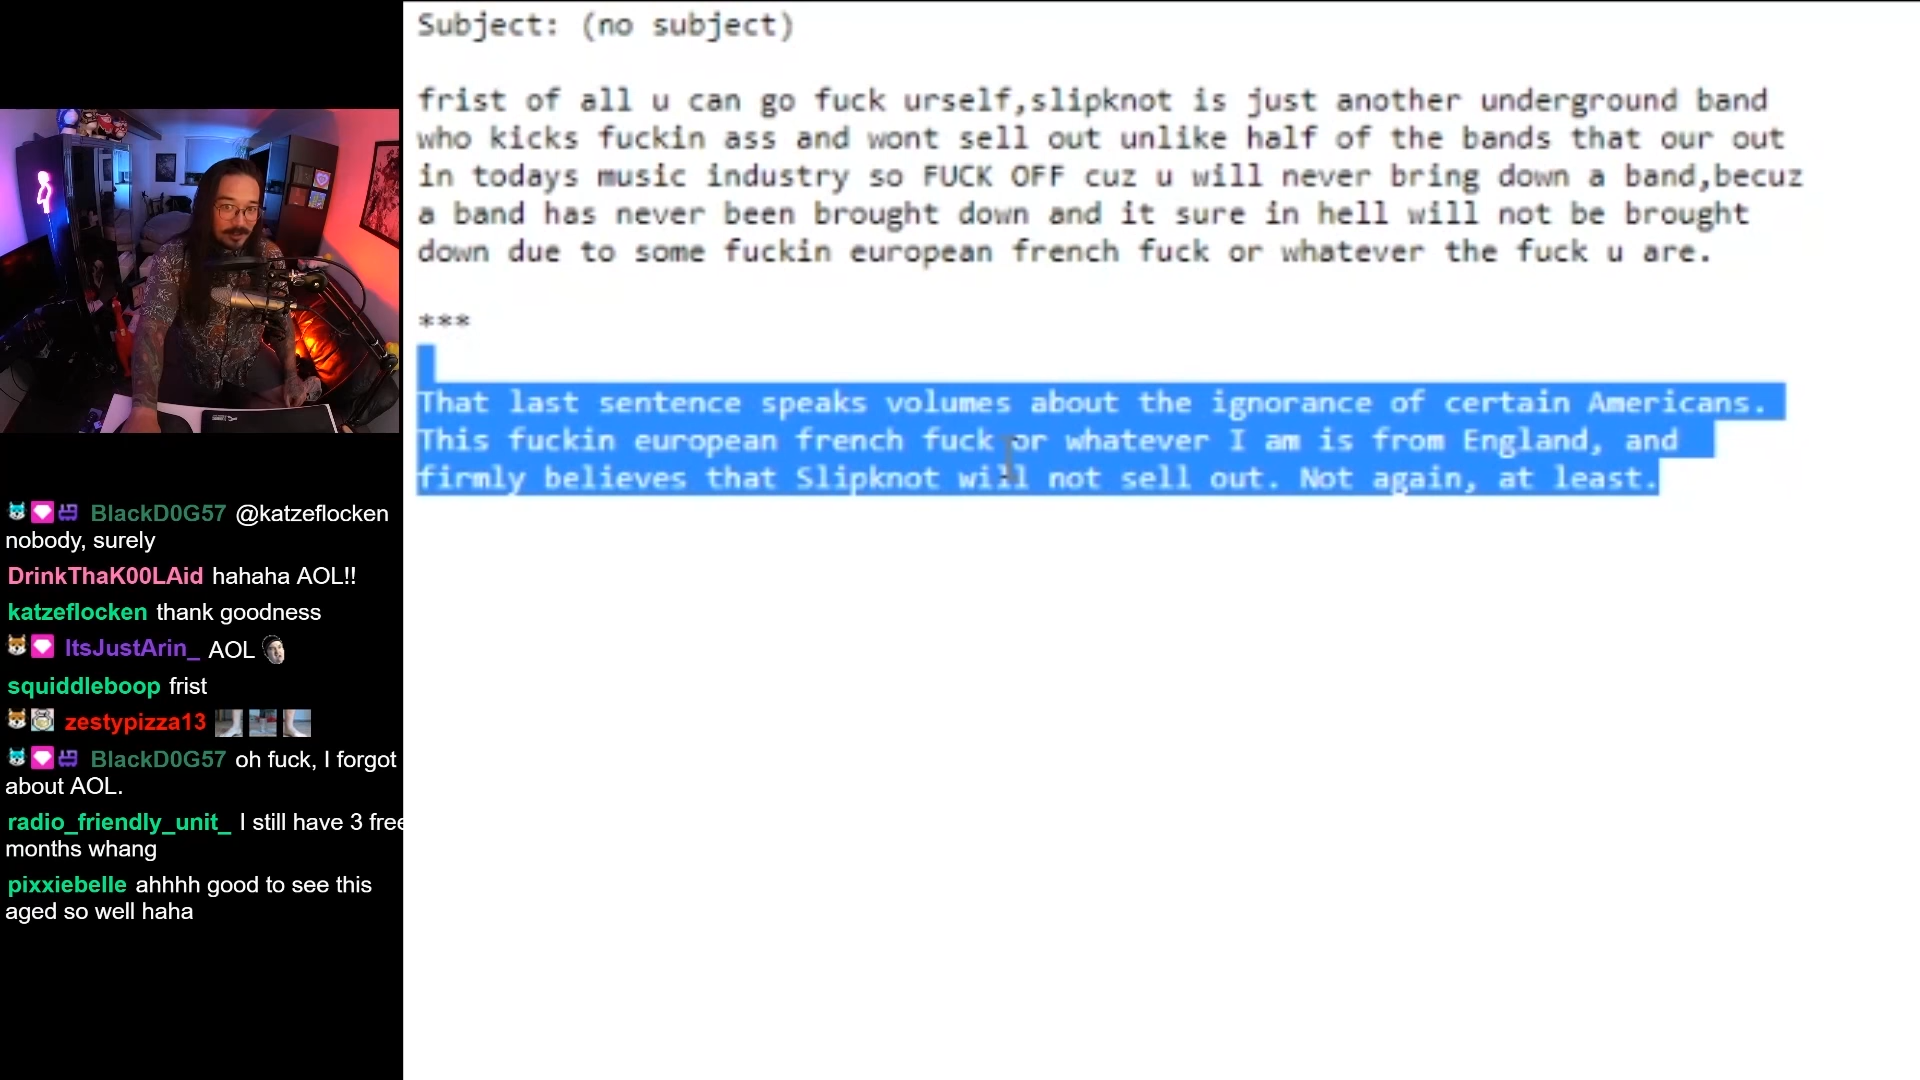 Subject: (no subject)
frist of all u can go fuck urself,slipknot is just another underground band
who kicks fuckin ass and wont sell out unlike half of the bands that our out
in todays music industry so FUCK OFF cuz u will never bring down a band,becuz
a band has never been brought down and it sure in hell will not be brought
down due to some fuckin european french fuck or whatever the fuck u are.
***
That last sentence speaks volumes about the ignorance of certain Americans.
This fuckin european french fuck or whatever I am is from England, and
firmly believes that Slipknot will not sell out. Not again, at least.
BlackD0G57 @katzeflocken
nobody, surely
DrinkThaK00LAid hahaha AOL!!
katzeflocken thank goodness
ItsJustArin_ AOL
squiddleboop frist
zestypizza13
BlackD0G57 oh fuck, I forgot
about AOL.
radio_friendly_unit_ I still have 3 free
months whang
pixxiebelle ahhhh good to see this
aged so well haha